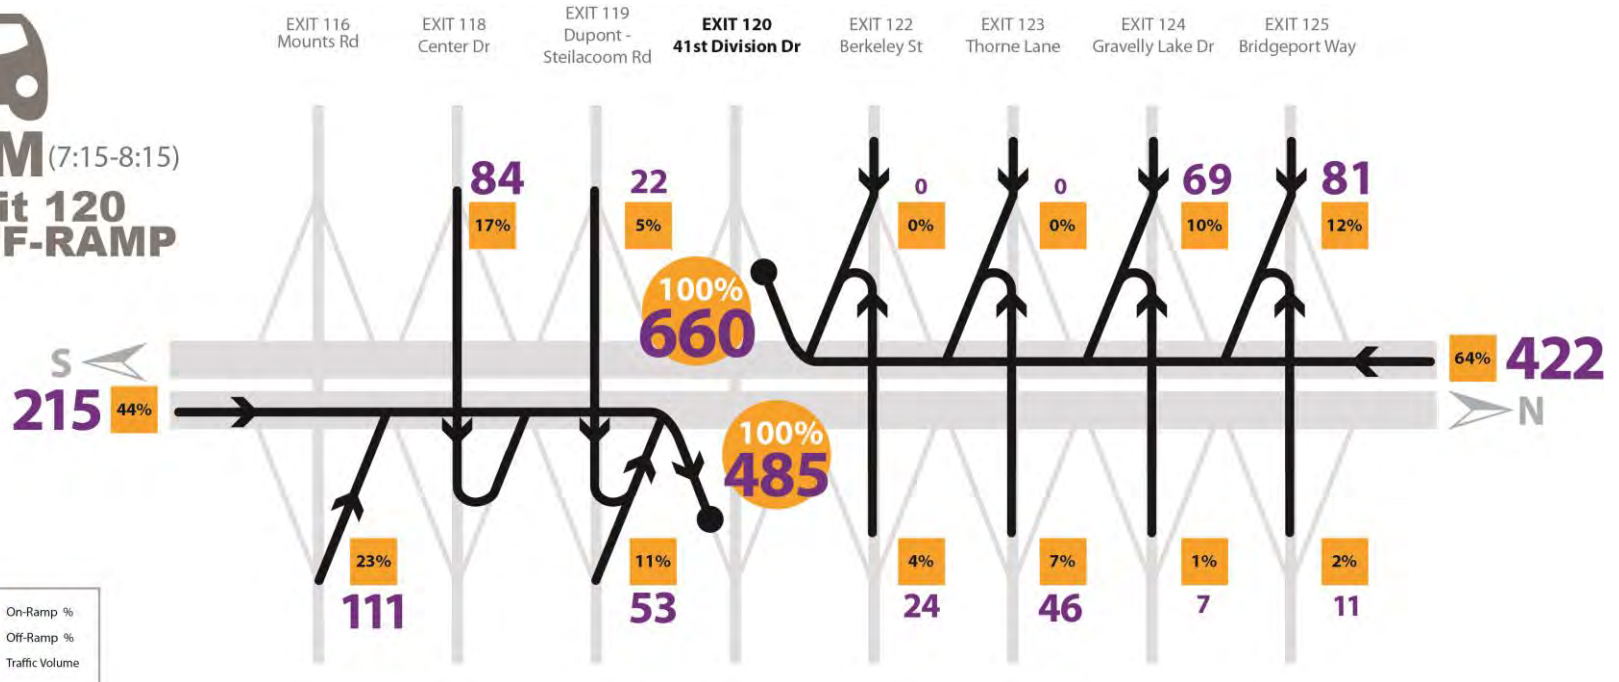 EXIT 116
Mounts Rd
EXIT 118
Center Dr
EXIT 119
Dupont -
Steilacoom Rd
EXIT 120
41st Division Dr
EXIT 122
Berkeley St
EXIT 123
Thorne Lane
EXIT 124
Gravelly Lake Dr
EXIT 125
Bridgeport Way
M (7:15-8:15)
it 120
F-RAMP
84
17%
22
5%
0
0%
0
0%
69
10%
81
12%
100%
660
S
64% 422
215 44%
N
100%
485
23%
111
11%
53
4%
24
7%
46
1%
7
2%
11
On-Ramp %
Off-Ramp %
Traffic Volume